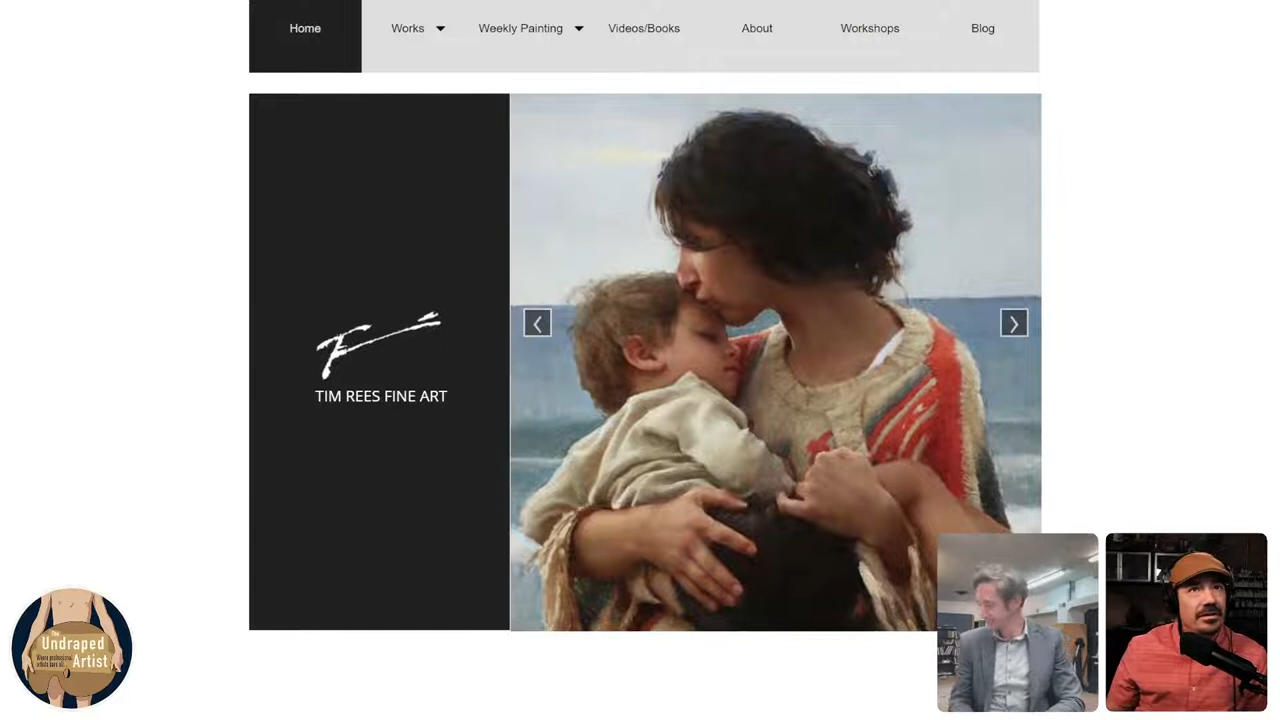 Home
Works
Weekly Painting
Videos/Books
About
Workshops
Blog
TIM REES FINE ART
The
Undraped
Artist